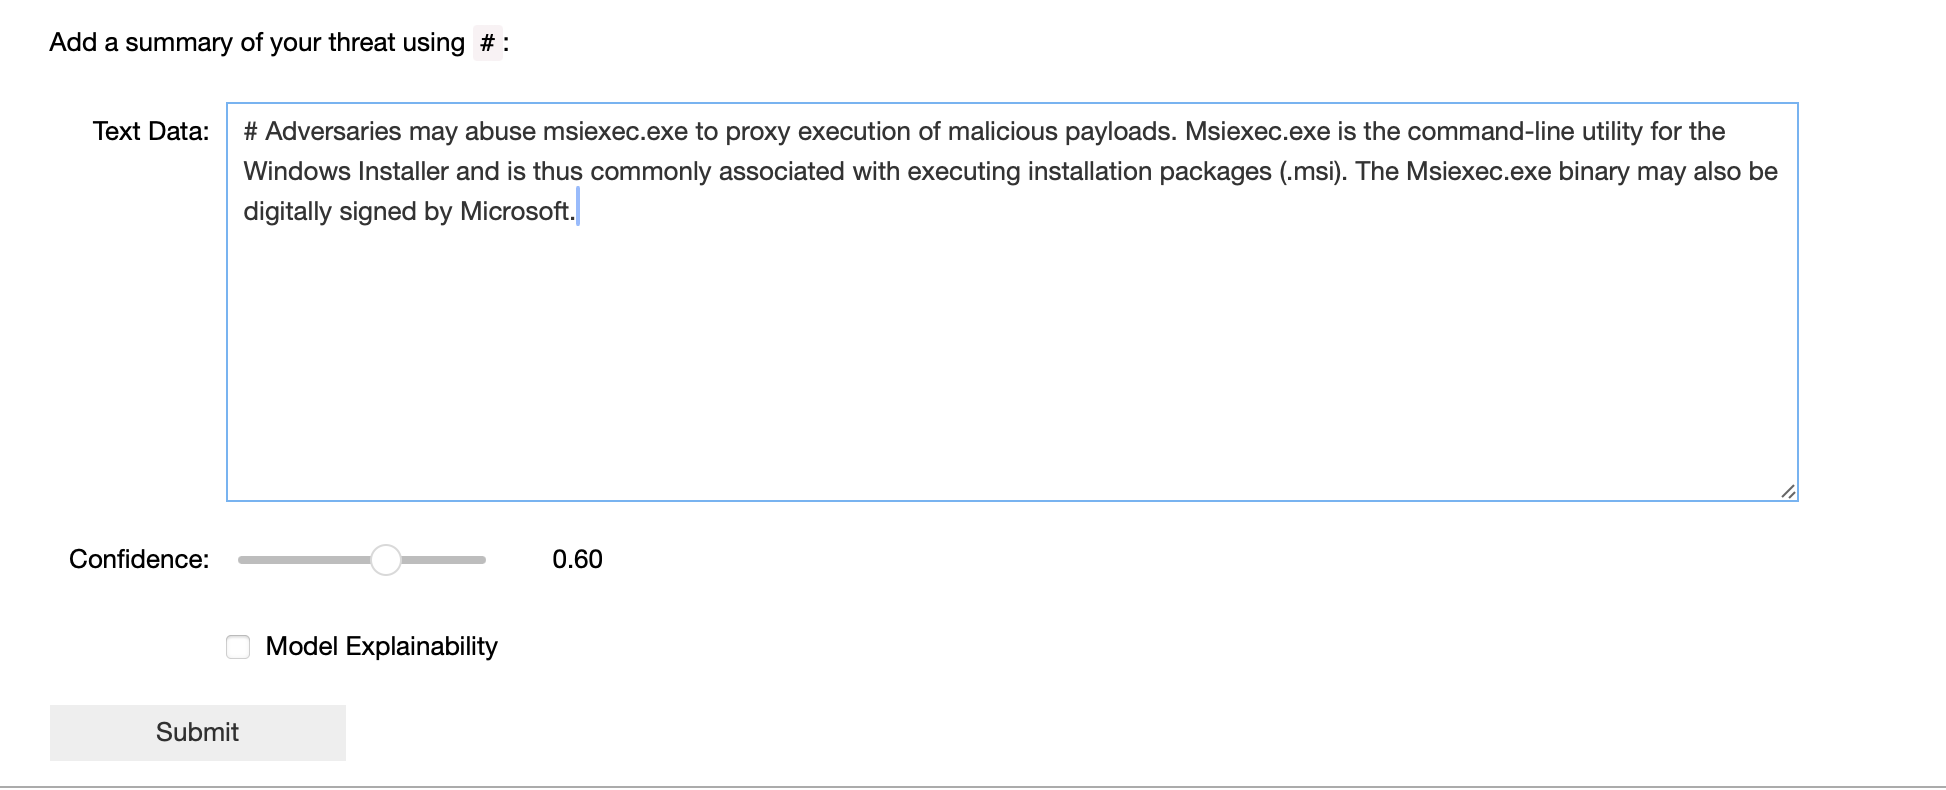 Add a summary of your threat using # :
Text Data:
# Adversaries may abuse msiexec.exe to proxy execution of malicious payloads. Msiexec.exe is the command-line utility for the
Windows Installer and is thus commonly associated with executing installation packages (.msi). The Msiexec.exe binary may also be
digitally signed by Microsoft.
Confidence: 0.60
Model Explainability
Submit